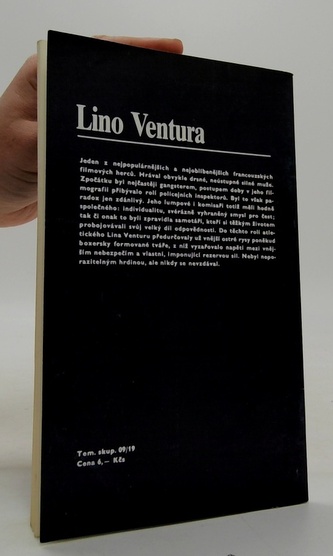 Lino Ventura
Jeden z nejpopulárnějších a nejoblíbenějších francouzských
filmových herců. Hrával obvykle drsné, neústupné silné muže.
Zpočátku byl nejčastěji gangsterem, postupem doby v jeho fil-
mografii přibývalo rolí policejních inspektorů. Byl to však pa-
radox jen zdánlivý. Jeho lumpové i komisaři totiž měli hodně
společného: individualitu, svérázně vyhraněný smysl pro čest;
tak či onak to byli zpravidla samotáři, kteří si těžkým životem
probojovávali svůj velký díl odpovědnosti. Do těchto rolí atle-
tického Lina Venturu předurčovaly už vnější ostré rysy poněkud
boxersky formované tváře, z níž vyzařovalo napětí mezi vněj-
ším nebezpečím a vlastní, imponující rezervou sil. Nebyl nepo-
razitelným hrdinou, ale nikdy se nevzdával.
Tem. skup. 09/19
Cena 6,— Kčs